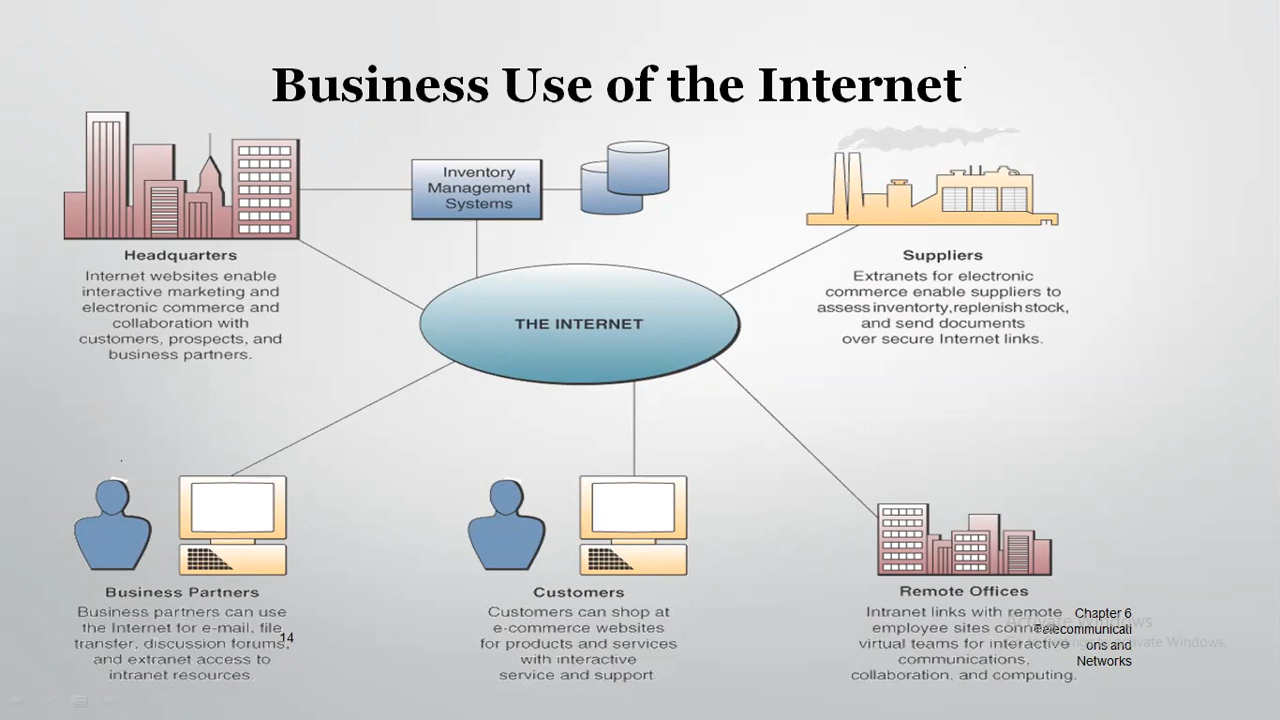 Business Use of the Internet
Inventory
Management
Systems
Headquarters
Internet websites enable
interactive marketing and
electronic commerce and
collaboration with
customers, prospects, and
business partners.
Suppliers
Extranets for electronic
commerce enable suppliers to
assess inventorty,replenish stock,
and send documents
over secure Internet links.
THE INTERNET
Business Partners
Business partners can use
the Internet for e-mail, file
transfer, discussion forums,
and extranet access to
intranet resources.
14
Customers
Customers can shop at
e-commerce websites
for products and services
with interactive
service and support
Remote Offices
Intranet links with remote
employee sites
virtual teams for interactive
communications,
collaboration, and computing.
Chapter 6
Telecommunicati
ons and
Networks
Activate Windows
Activate Windows.